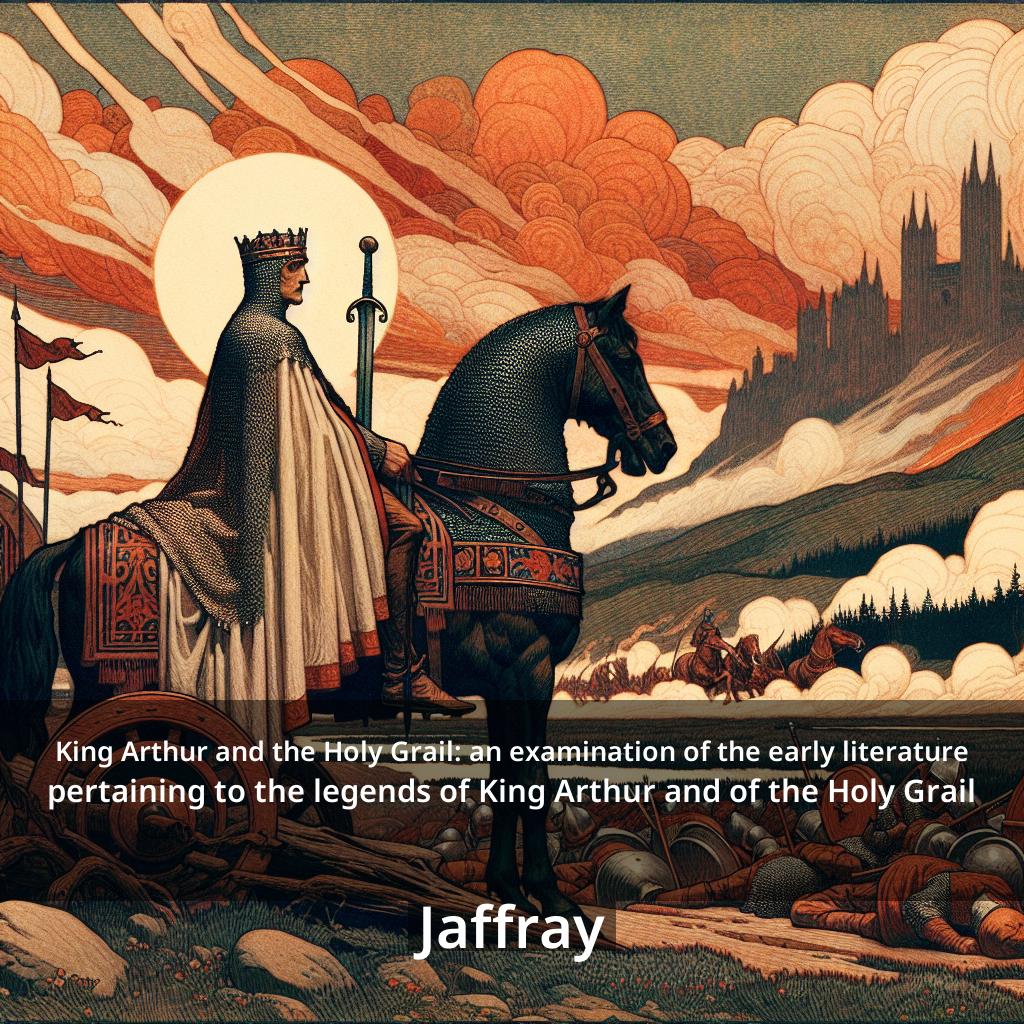 King Arthur and the Holy Grail: an examination of the early literature
pertaining to the legends of King Arthur and of the Holy Grail
Jaffray